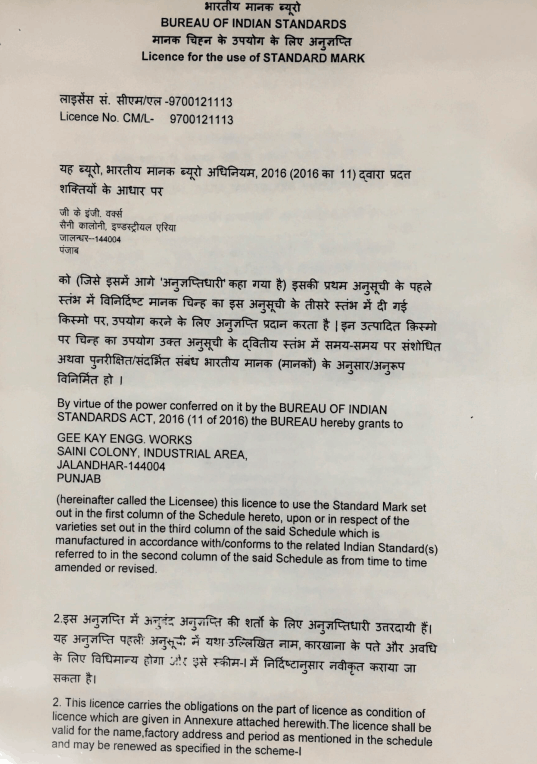 भारतीय मानक ब्यूरो
BUREAU OF INDIAN STANDARDS
मानक चिह्न के उपयोग के लिए अनुज्ञप्ति
Licence for the use of STANDARD MARK
लाइसेंस सं. सीएम/एल -9700121113
Licence No. CM/L- 9700121113
यह ब्यूरो, भारतीय मानक ब्यूरो अधिनियम, 2016 (2016 का 11) द्वारा प्रदत्त
शक्तियों के आधार पर
जी के इंजी. वर्क्स
सैनी कालोनी, इण्डस्ट्रीयल एरिया
जालन्धर--144004
पंजाब
को (जिसे इसमें आगे 'अनुज्ञप्तिधारी' कहा गया है) इसकी प्रथम अनुसूची के पहले
स्तंभ में विनिर्दिष्ट मानक चिन्ह का इस अनुसूची के तीसरे स्तंभ में दी गई
किस्मो पर, उपयोग करने के लिए अनुज्ञप्ति प्रदान करता है | इन उत्पादित किस्मो
पर चिन्ह का उपयोग उक्त अनुसूची के द्वितीय स्तंभ में समय-समय पर संशोधित
अथवा पुनरीक्षित/संदर्भित संबंध भारतीय मानक (मानकों) के अनुसार/अनुरूप
विनिर्मित हो ।
By virtue of the power conferred on it by the BUREAU OF INDIAN
STANDARDS ACT, 2016 (11 of 2016) the BUREAU hereby grants to
GEE KAY ENGG. WORKS
SAINI COLONY, INDUSTRIAL AREA,
JALANDHAR-144004
PUNJAB
(hereinafter called the Licensee) this licence to use the Standard Mark set
out in the first column of the Schedule hereto, upon or in respect of the
varieties set out in the third column of the said Schedule which is
manufactured in accordance with/conforms to the related Indian Standard(s)
referred to in the second column of the said Schedule as from time to time
amended or revised.
2.इस अनुज्ञप्ति में अनुबंद अनुज्ञप्ति की शर्तो के लिए अनुज्ञप्तिधारी उत्तरदायी हैं।
यह अनुज्ञप्ति पहली अनुसूची में यथा उल्लिखित नाम, कारखाना के पते और अवधि
के लिए विधिमान्य होगा और इसे स्कीम-I में निर्दिष्टानुसार नवीकृत कराया जा
सकता है।
2. This licence carries the obligations on the part of licence as condition of
licence which are given in Annexure attached herewith.The licence shall be
valid for the name,factory address and period as mentioned in the schedule
and may be renewed as specified in the scheme-I